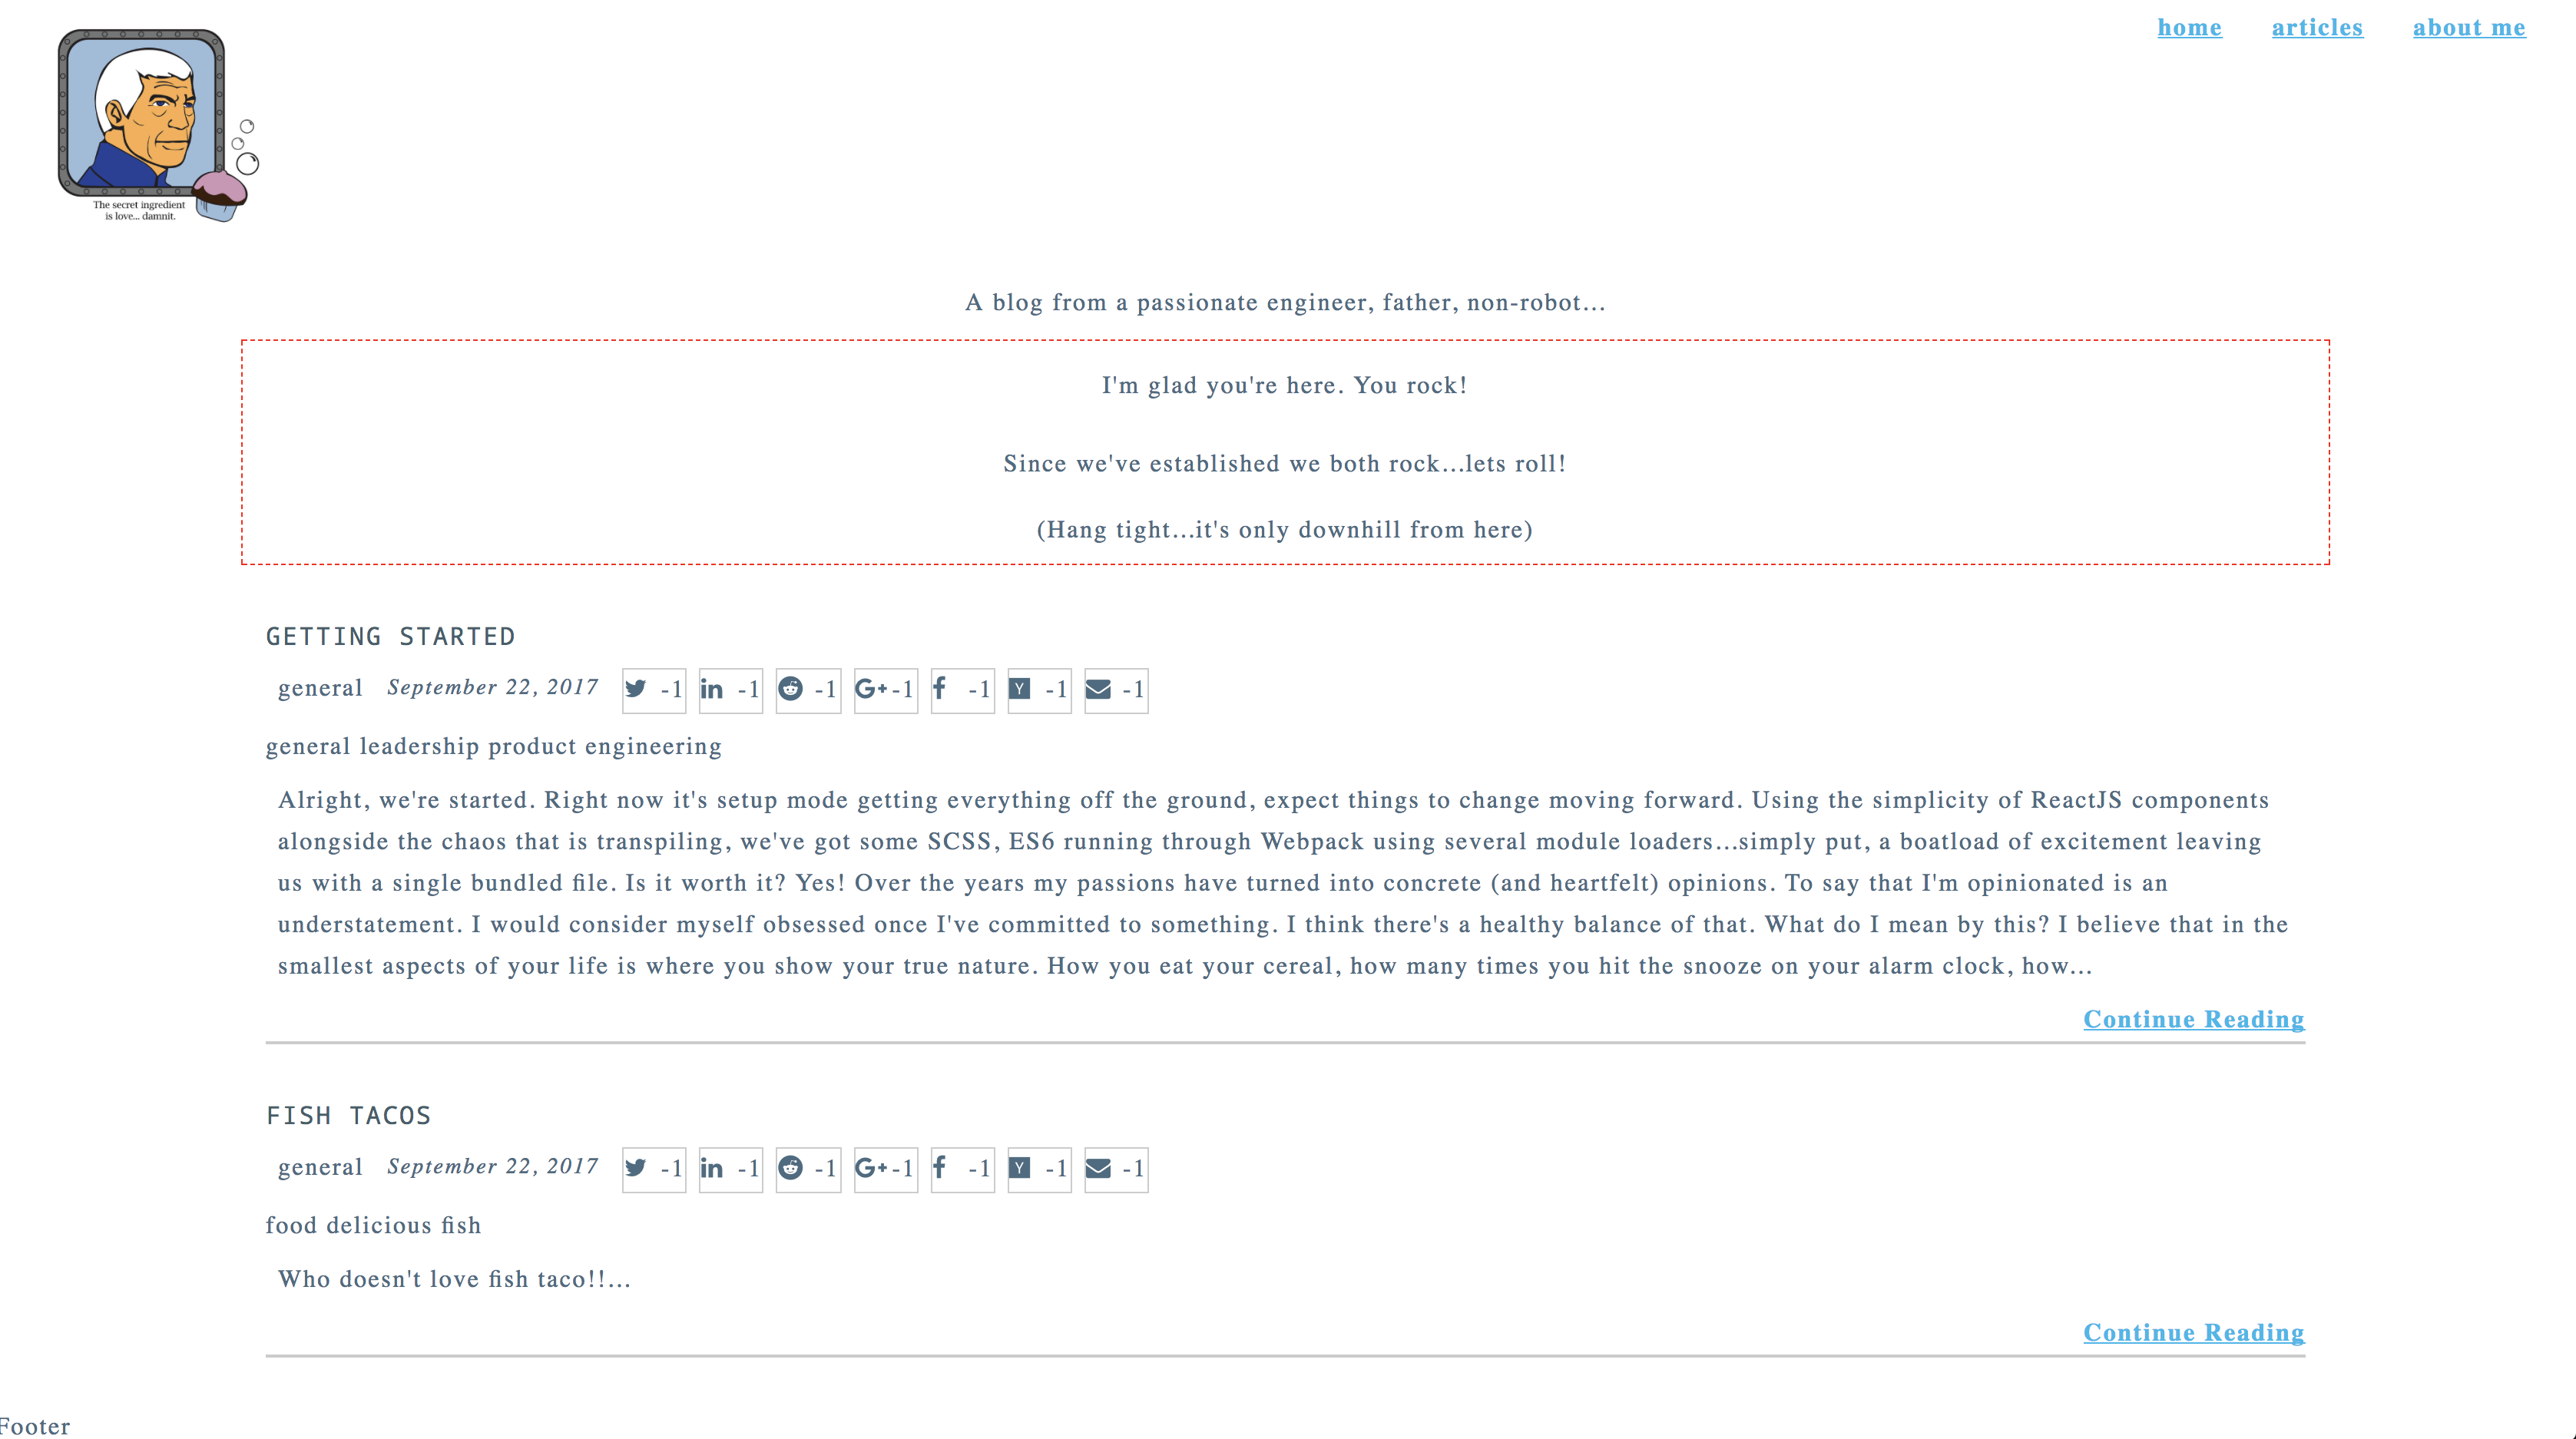 home articles about me
The secret ingredient
is love... damnit.
A blog from a passionate engineer, father, non-robot...
I'm glad you're here. You rock!
Since we've established we both rock...lets roll!
(Hang tight...it's only downhill from here)
GETTING STARTED
general September 22, 2017 -1 in -1 -1 G+ -1 f -1 Y -1 -1
general leadership product engineering
Alright, we're started. Right now it's setup mode getting everything off the ground, expect things to change moving forward. Using the simplicity of ReactJS components
alongside the chaos that is transpiling, we've got some SCSS, ES6 running through Webpack using several module loaders...simply put, a boatload of excitement leaving
us with a single bundled file. Is it worth it? Yes! Over the years my passions have turned into concrete (and heartfelt) opinions. To say that I'm opinionated is an
understatement. I would consider myself obsessed once I've committed to something. I think there's a healthy balance of that. What do I mean by this? I believe that in the
smallest aspects of your life is where you show your true nature. How you eat your cereal, how many times you hit the snooze on your alarm clock, how...
Continue Reading
FISH TACOS
general September 22, 2017 -1 in -1 -1 G+ -1 f -1 Y -1 -1
food delicious fish
Who doesn't love fish taco!!...
Continue Reading
Footer